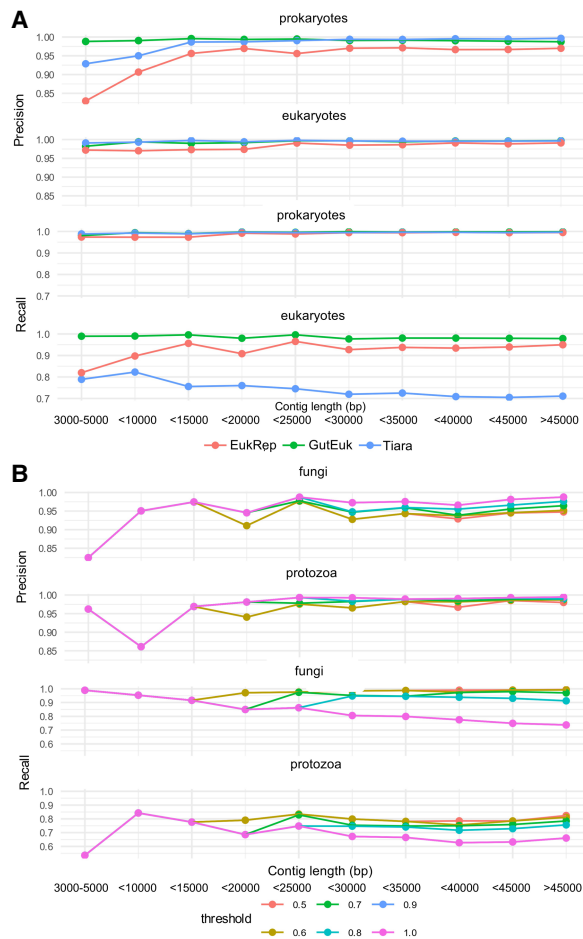 A
prokaryotes
1.00
0.95
0.90
0.85
Precision
eukaryotes
1.00
0.95
0.90
0.85
prokaryotes
1.0
0.9
0.8
0.7
Recall
eukaryotes
1.0
0.9
0.8
0.7
Contig length (bp)
3000-5000 <10000 <15000 <20000 <25000 <30000 <35000 <40000 <45000 >45000
EukRep GutEuk Tiara
B
fungi
1.00
0.95
0.90
0.85
Precision
protozoa
1.00
0.95
0.90
0.85
fungi
1.0
0.9
0.8
0.7
0.6
Recall
protozoa
1.0
0.9
0.8
0.7
0.6
Contig length (bp)
3000-5000 <10000 <15000 <20000 <25000 <30000 <35000 <40000 <45000 >45000
threshold
0.5 0.7 0.9
0.6 0.8 1.0